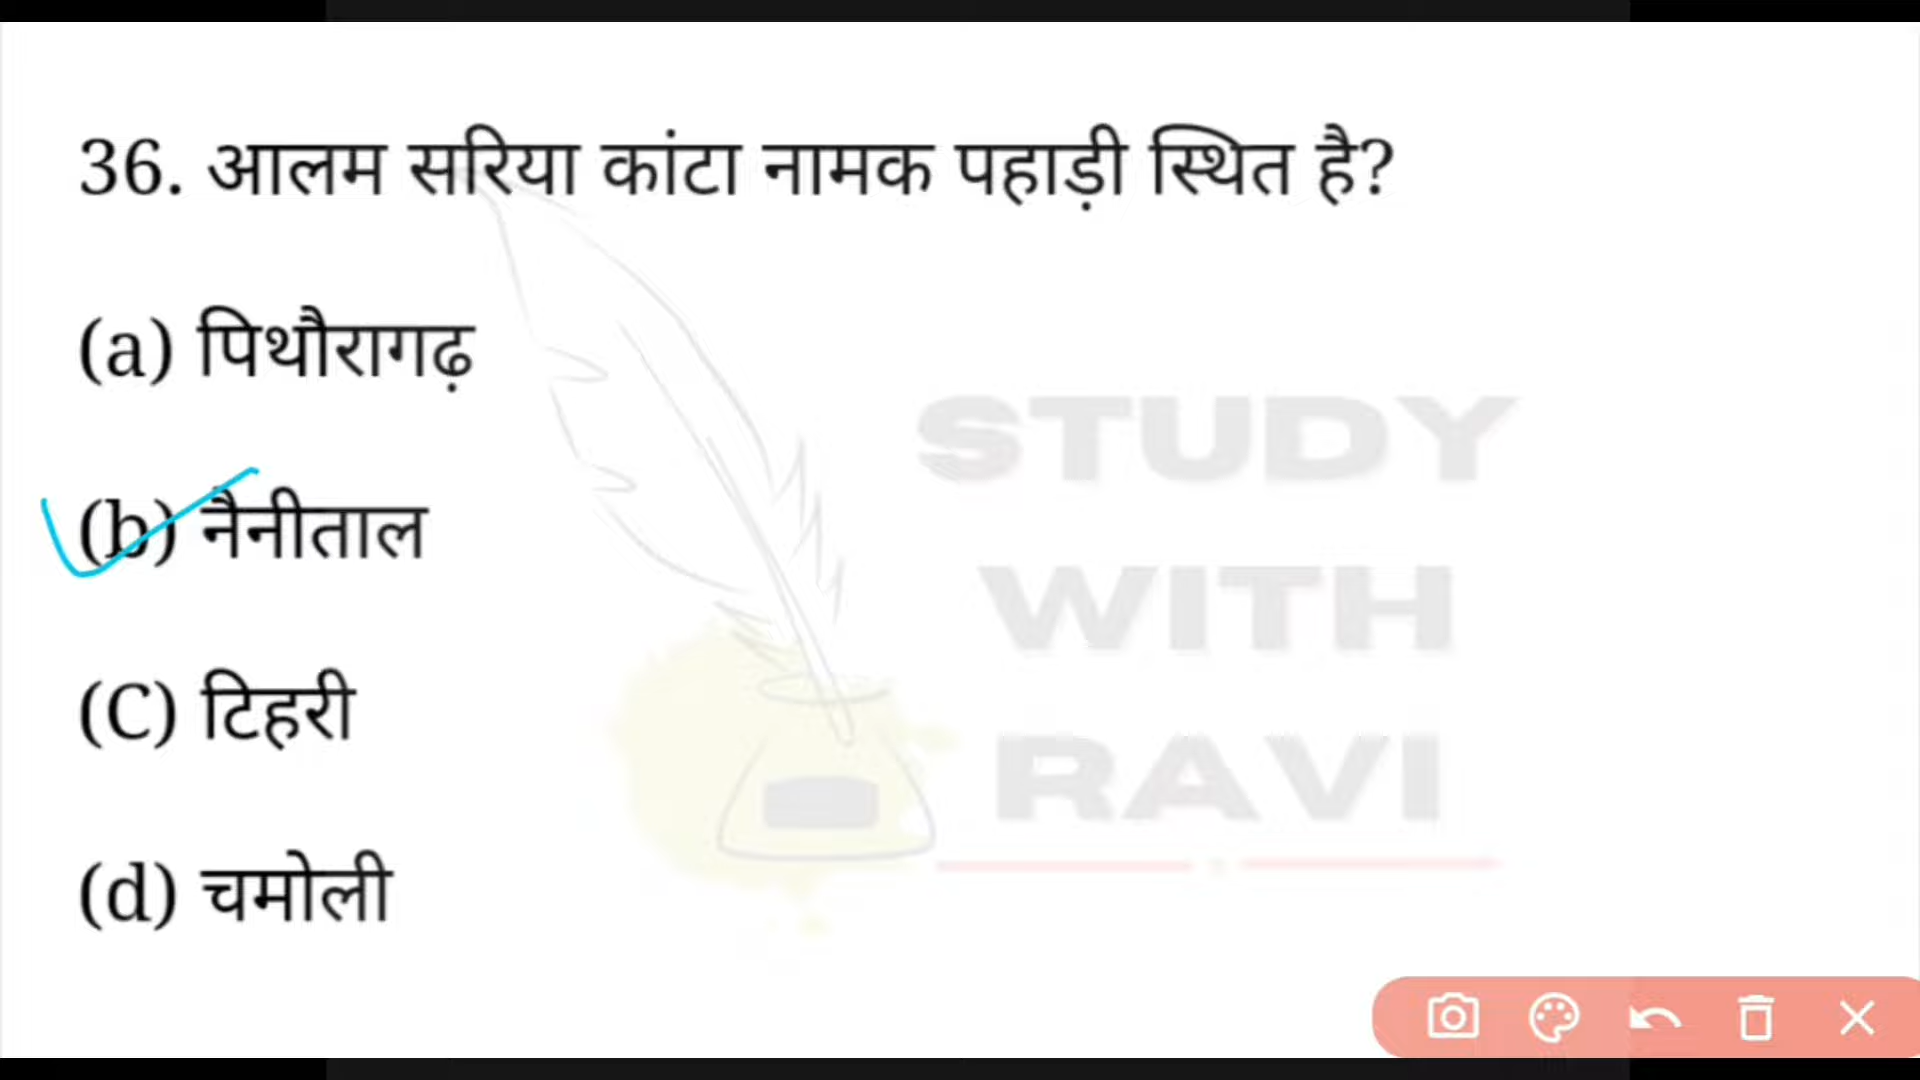 36. आलम सरिया कांटा नामक पहाड़ी स्थित है?
(a) पिथौरागढ़
(b) नैनीताल
(C) टिहरी
(d) चमोली
STUDY
WITH
RAVI